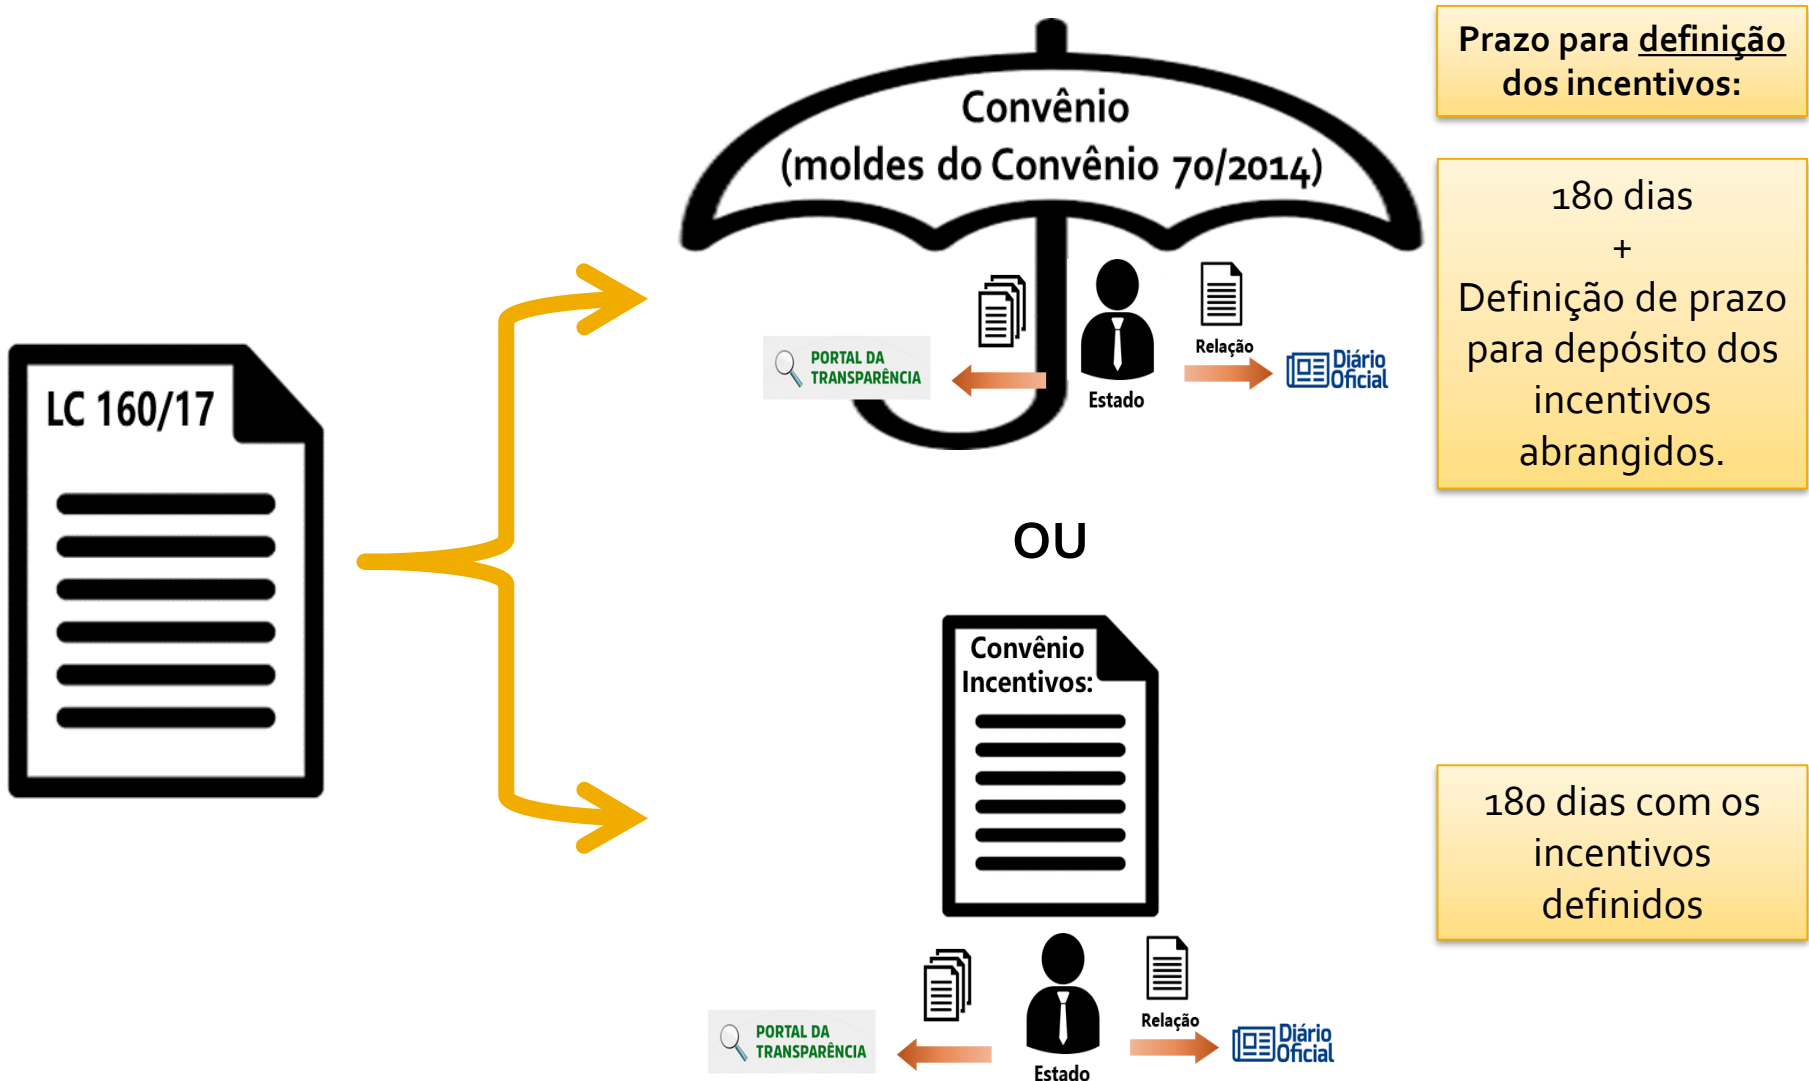 LC 160/17
Convênio
(moldes do Convênio 70/2014)
PORTAL DA
TRANSPARÊNCIA
Estado
Relação
Diário
Oficial
Prazo para definição
dos incentivos:
180 dias
+
Definição de prazo
para depósito dos
incentivos
abrangidos.
OU
Convênio
Incentivos:
PORTAL DA
TRANSPARÊNCIA
Estado
Relação
Diário
Oficial
180 dias com os
incentivos
definidos